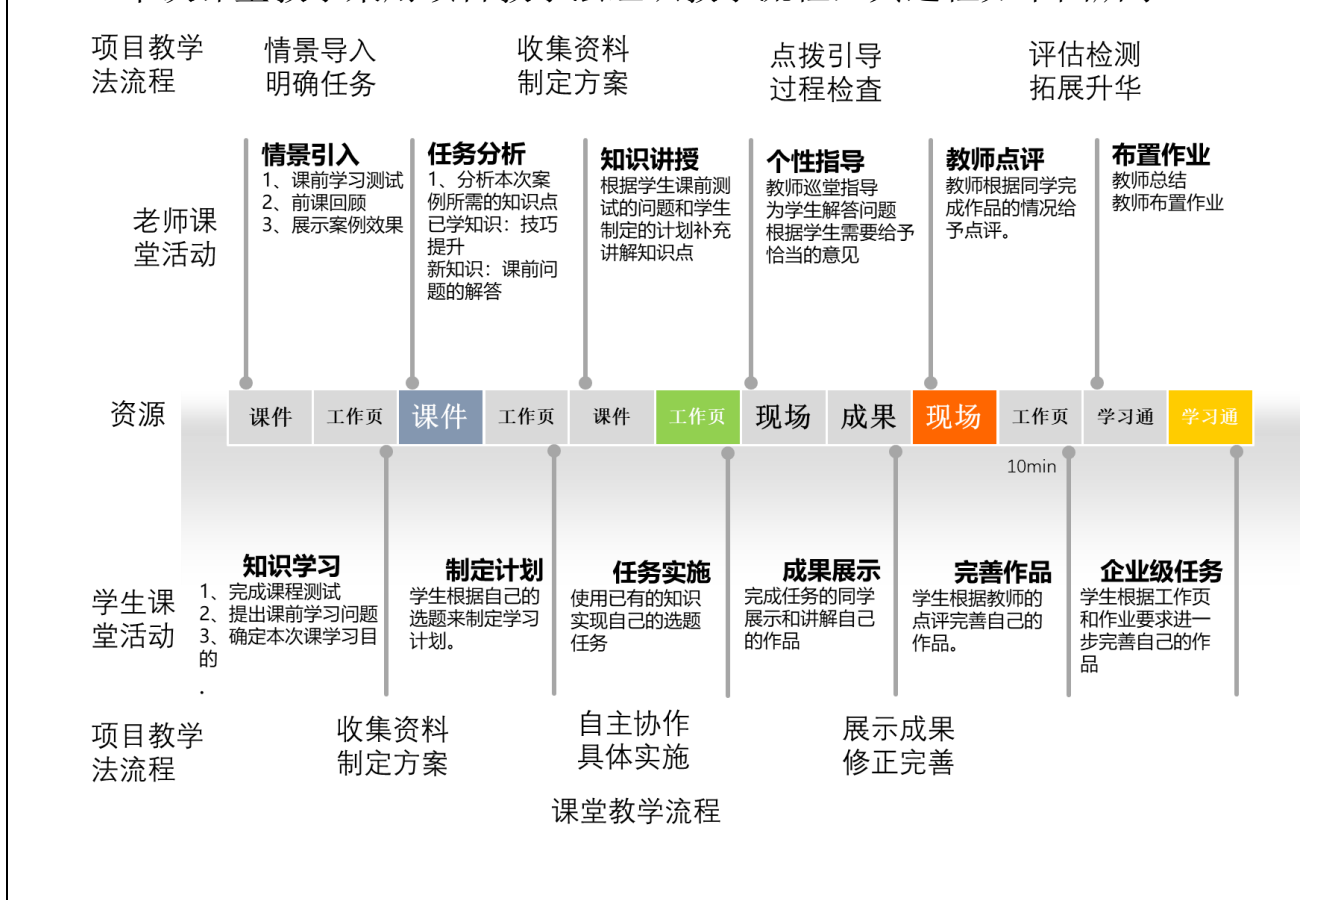 项目教学
法流程
情景导入
明确任务
收集资料
制定方案
点拨引导
过程检查
评估检测
拓展升华
老师课
堂活动
情景引入
1、课前学习测试
2、前课回顾
3、展示案例效果
任务分析
1、分析本次案
例所需的知识点
已学知识：技巧
提升
新知识：课前问
题的解答
知识讲授
根据学生课前测
试的问题和学生
制定的计划补充
讲解知识点
个性指导
教师巡堂指导
为学生解答问题
根据学生需要给予
恰当的意见
教师点评
教师根据同学完
成作品的情况给
予点评。
布置作业
教师总结
教师布置作业
资源
课件
工作页
课件
工作页
课件
工作页
现场
成果
现场
工作页
学习通
学习通
10min
学生课
堂活动
知识学习
1、完成课程测试
2、提出课前学习问题
3、确定本次课学习目
的
.
制定计划
学生根据自己的
选题来制定学习
计划。
任务实施
使用已有的知识
实现自己的选题
任务
成果展示
完成任务的同学
展示和讲解自己
的作品
完善作品
学生根据教师的
点评完善自己的
作品。
企业级任务
学生根据工作页
和作业要求进一
步完善自己的作
品
项目教学
法流程
收集资料
制定方案
自主协作
具体实施
展示成果
修正完善
课堂教学流程